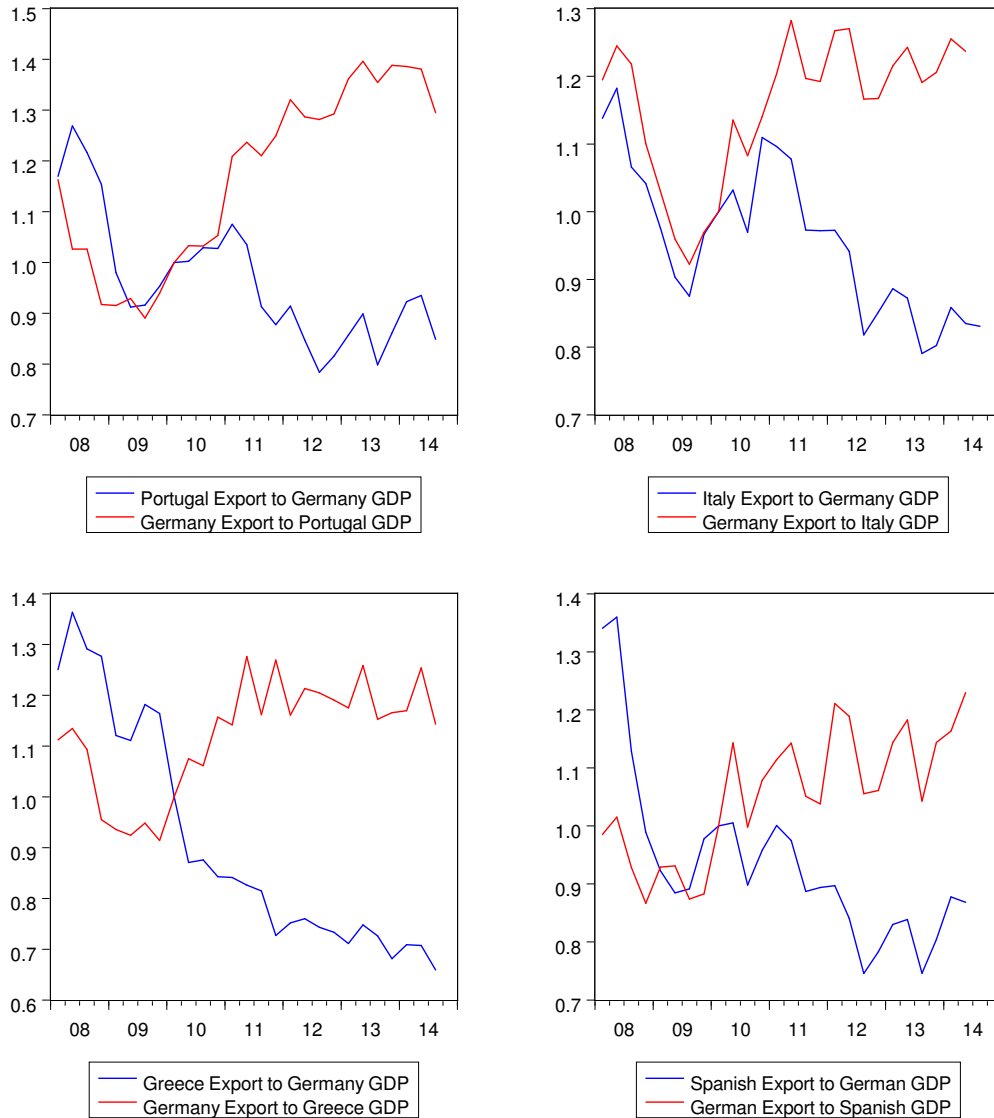 1.5
1.4
1.3
1.2
1.1
1.0
0.9
0.8
0.7
08 09 10 11 12 13 14
Portugal Export to Germany GDP
Germany Export to Portugal GDP
1.3
1.2
1.1
1.0
0.9
0.8
0.7
08 09 10 11 12 13 14
Italy Export to Germany GDP
Germany Export to Italy GDP
1.4
1.3
1.2
1.1
1.0
0.9
0.8
0.7
0.6
08 09 10 11 12 13 14
Greece Export to Germany GDP
Germany Export to Greece GDP
1.4
1.3
1.2
1.1
1.0
0.9
0.8
0.7
08 09 10 11 12 13 14
Spanish Export to German GDP
German Export to Spanish GDP